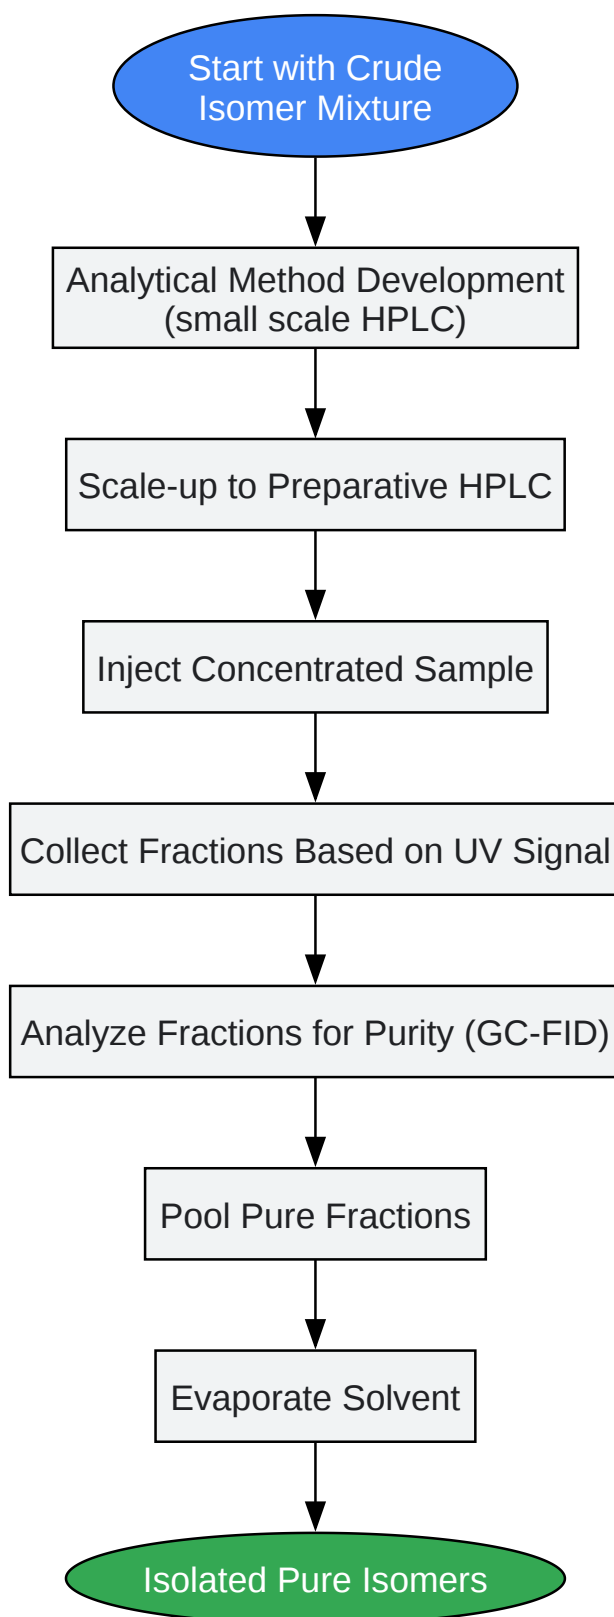 Start with Crude
Isomer Mixture
Analytical Method Development
(small scale HPLC)
Scale-up to Preparative HPLC
Inject Concentrated Sample
Collect Fractions Based on UV Signal
Analyze Fractions for Purity (GC-FID)
Pool Pure Fractions
Evaporate Solvent
Isolated Pure Isomers